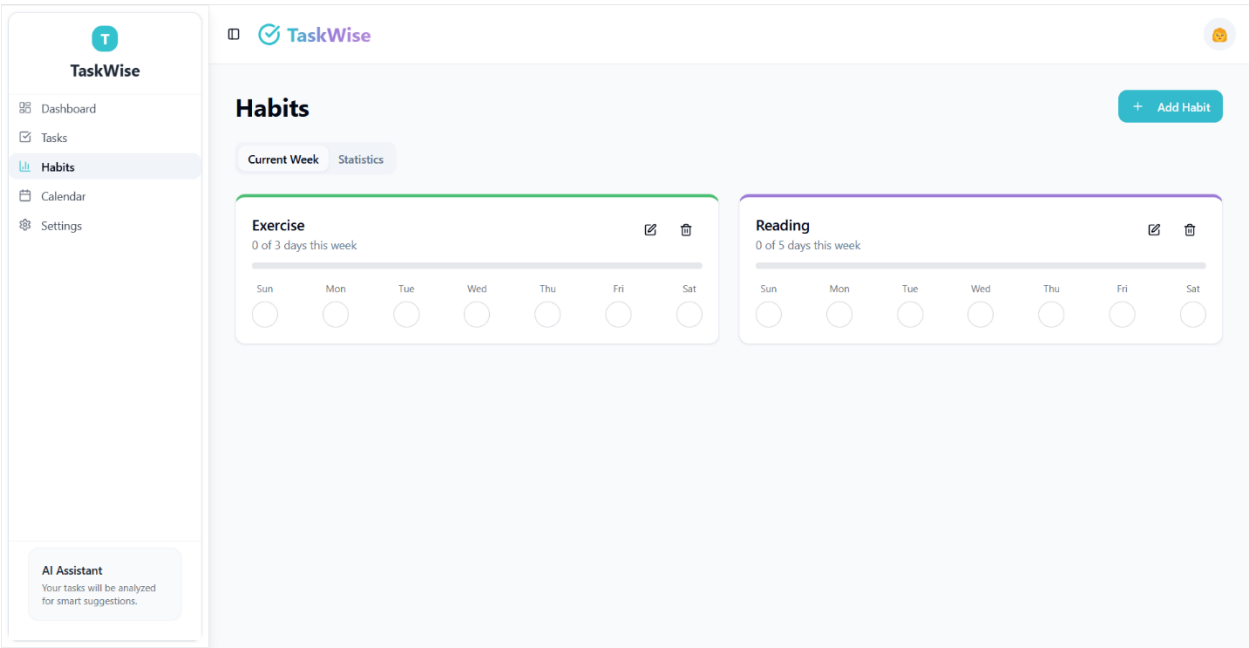 T
TaskWise
Dashboard
Tasks
Habits
Calendar
Settings
AI Assistant
Your tasks will be analyzed
for smart suggestions.
TaskWise
Habits
+ Add Habit
Current Week Statistics
Exercise
0 of 3 days this week
Sun Mon Tue Wed Thu Fri Sat
Reading
0 of 5 days this week
Sun Mon Tue Wed Thu Fri Sat